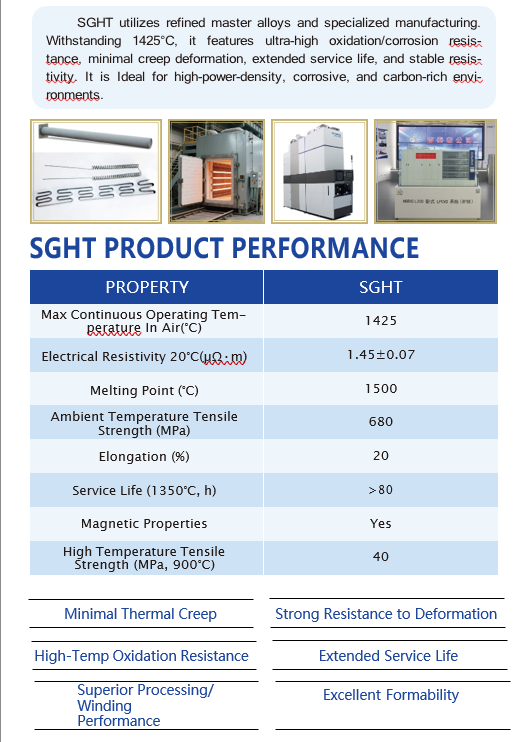 SGHT utilizes refined master alloys and specialized manufacturing.
Withstanding 1425°C, it features ultra-high oxidation/corrosion resis-
tance, minimal creep deformation, extended service life, and stable resis-
tivity. It is Ideal for high-power-density, corrosive, and carbon-rich envi-
ronments.
SGHT PRODUCT PERFORMANCE
PROPERTY SGHT
Max Continuous Operating Tem-
perature In Air(°C) 1425
Electrical Resistivity 20°C(μΩ·m) 1.45±0.07
Melting Point (°C) 1500
Ambient Temperature Tensile
Strength (MPa) 680
Elongation (%) 20
Service Life (1350°C, h) >80
Magnetic Properties Yes
High Temperature Tensile
Strength (MPa, 900°C) 40
Minimal Thermal Creep Strong Resistance to Deformation
High-Temp Oxidation Resistance Extended Service Life
Superior Processing/
Winding
Performance
Excellent Formability